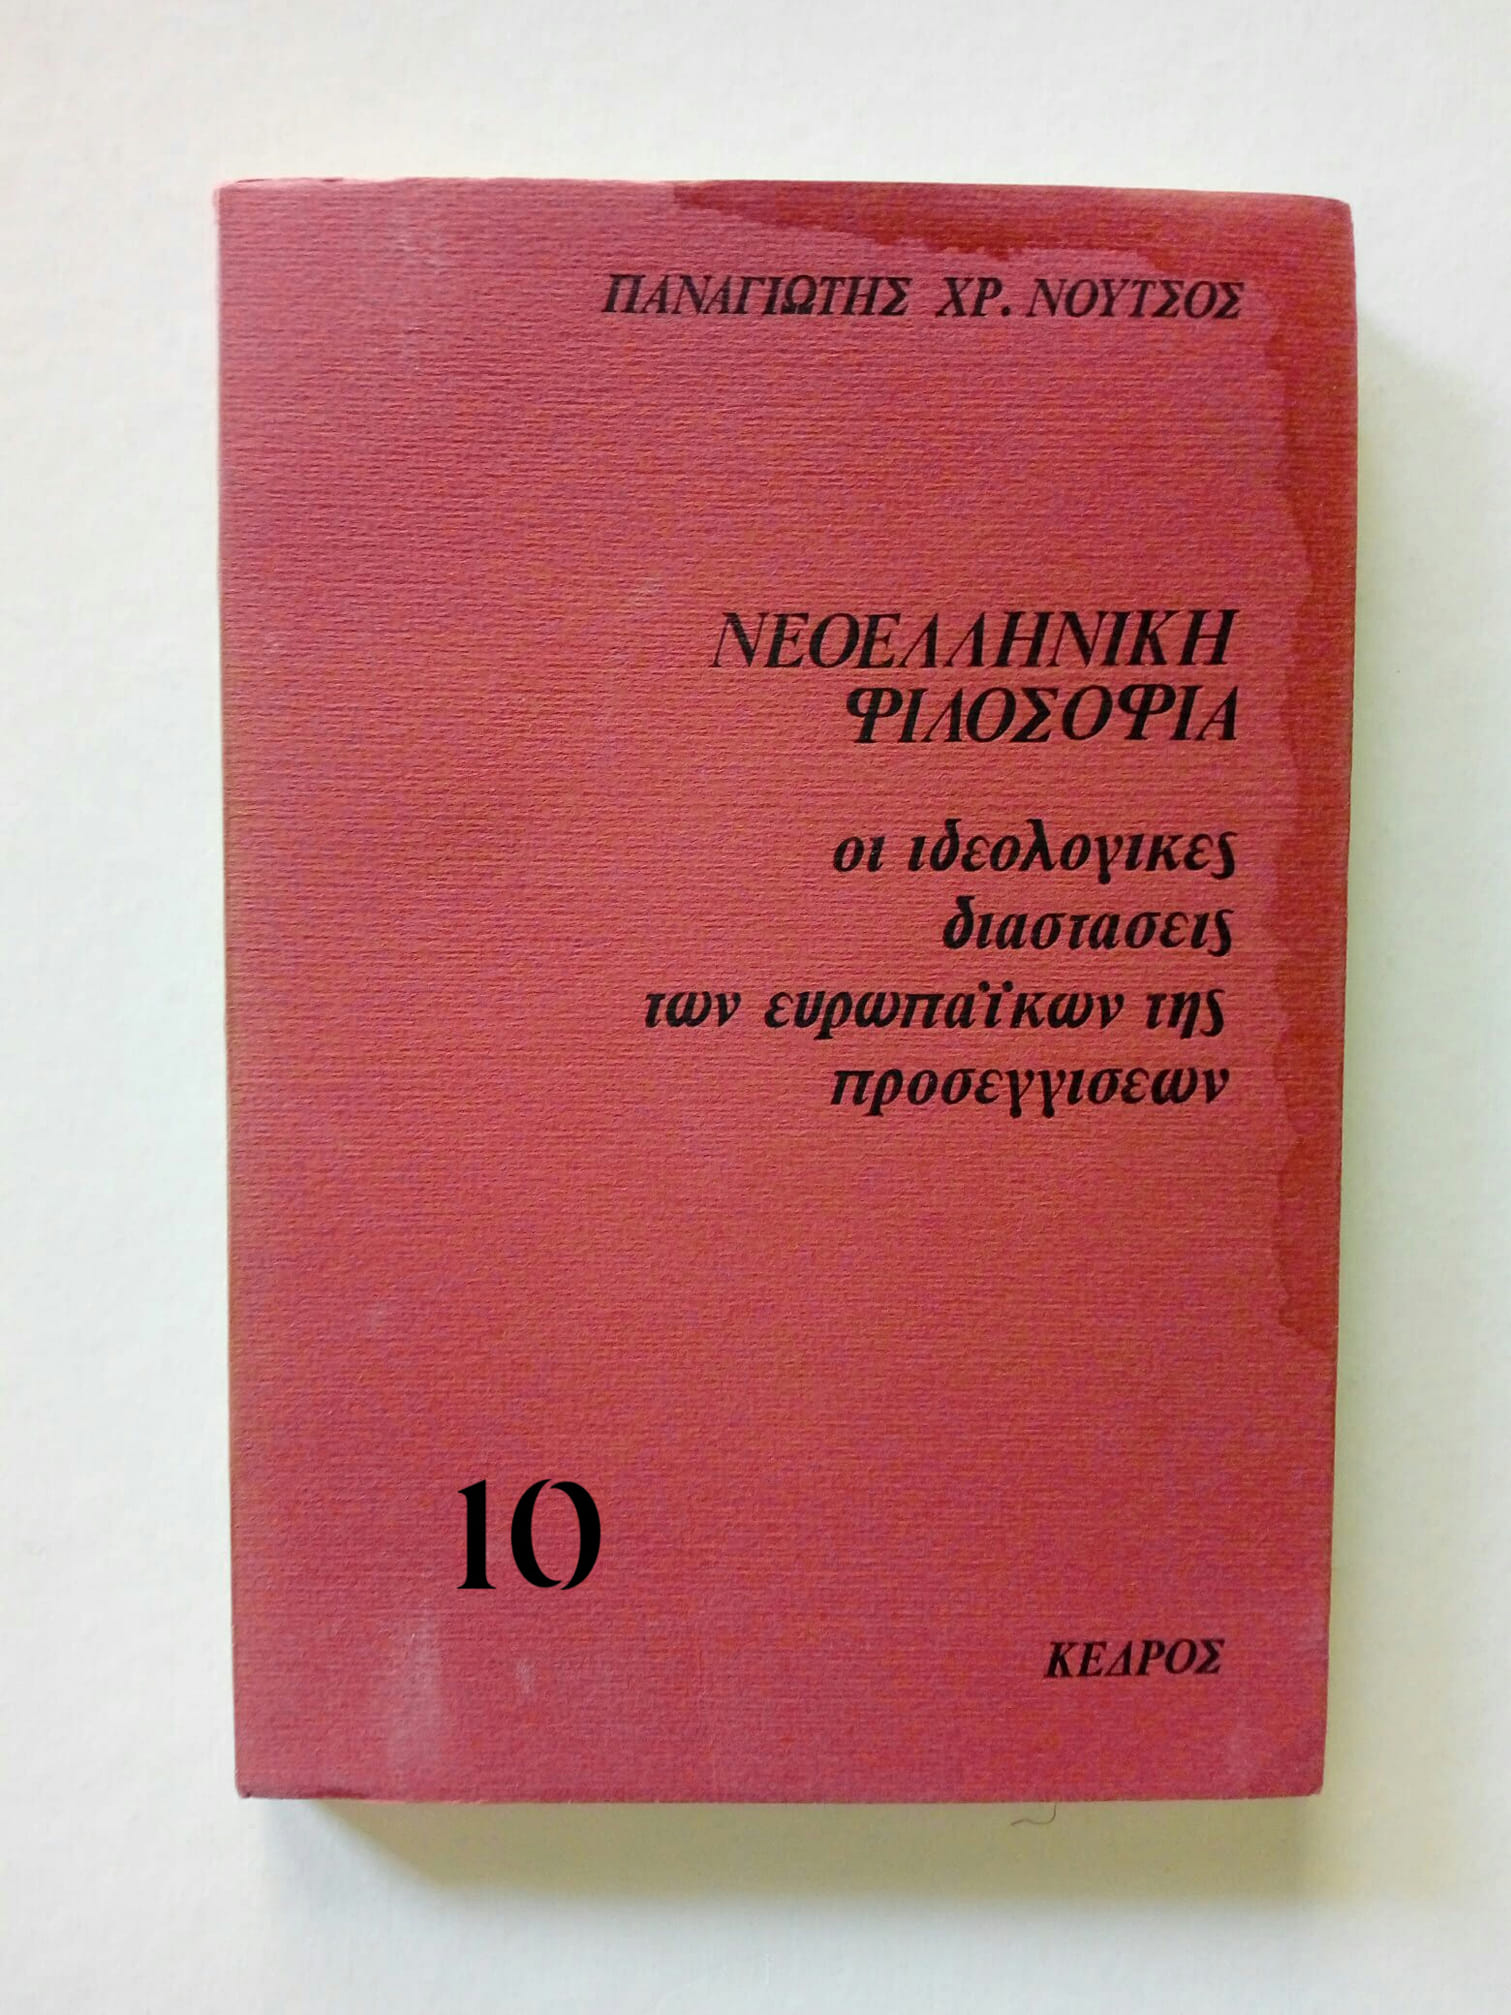 ΠΑΝΑΓΙΩΤΗΣ ΧΡ. ΝΟΥΤΣΟΣ
ΝΕΟΕΛΛΗΝΙΚΗ
ΦΙΛΟΣΟΦΙΑ
οι ιδεολογικες
διαστασεις
των ευρωπαϊκων της
προσεγγισεων
10
ΚΕΔΡΟΣ